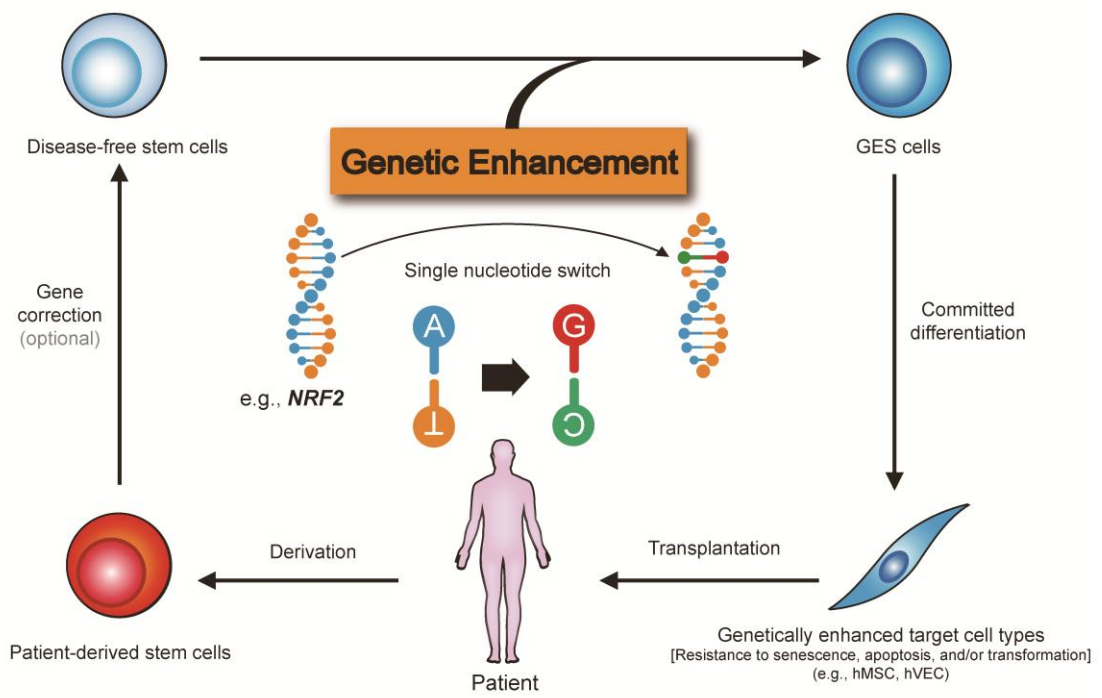 Disease-free stem cells
GES cells
Genetic Enhancement
Single nucleotide switch
Gene
correction
(optional)
Committed
differentiation
A
G
T
C
e.g., NRF2
Derivation
Transplantation
Patient-derived stem cells
Patient
Genetically enhanced target cell types
[Resistance to senescence, apoptosis, and/or transformation]
(e.g., hMSC, hVEC)